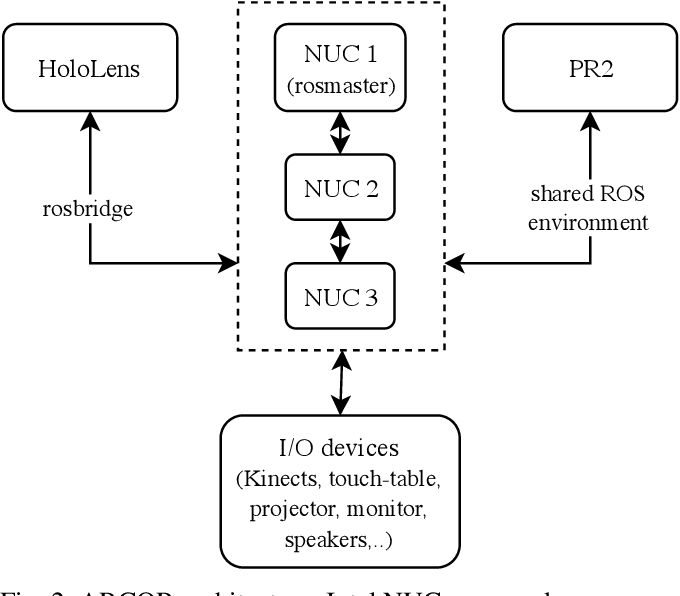 HoloLens
NUC 1
(rosmaster)
PR2
NUC 2
rosbridge
shared ROS
environment
NUC 3
I/O devices
(Kinects, touch-table,
projector, monitor,
speakers,..)